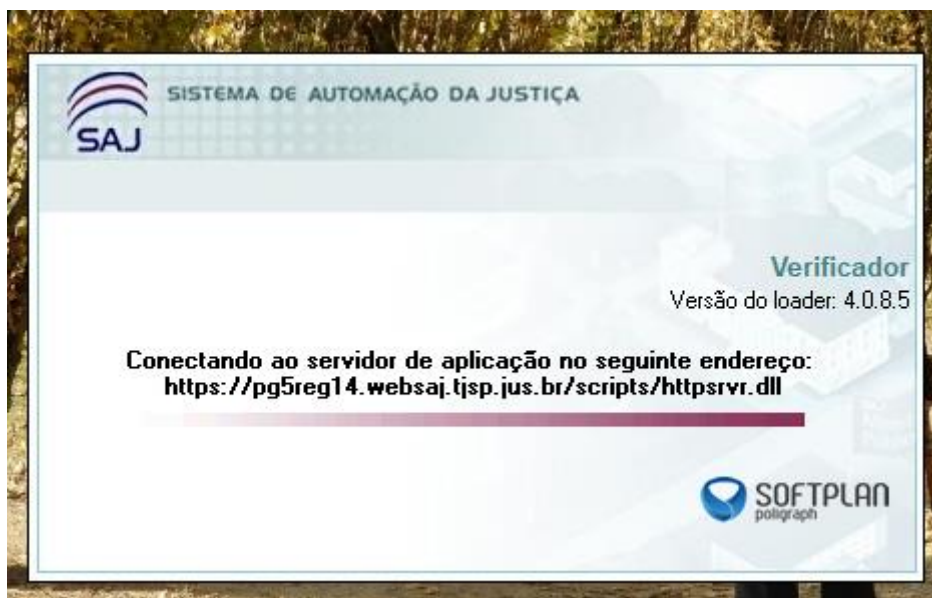 SISTEMA DE AUTOMAÇÃO DA JUSTIÇA
SAJ
Verificador
Versão do loader: 4.0.8.5
Conectando ao servidor de aplicação no seguinte endereço:
https://pg5reg14.websaj.tjsp.jus.br/scripts/httpsrvr.dll
SOFTPLAN
poligraph